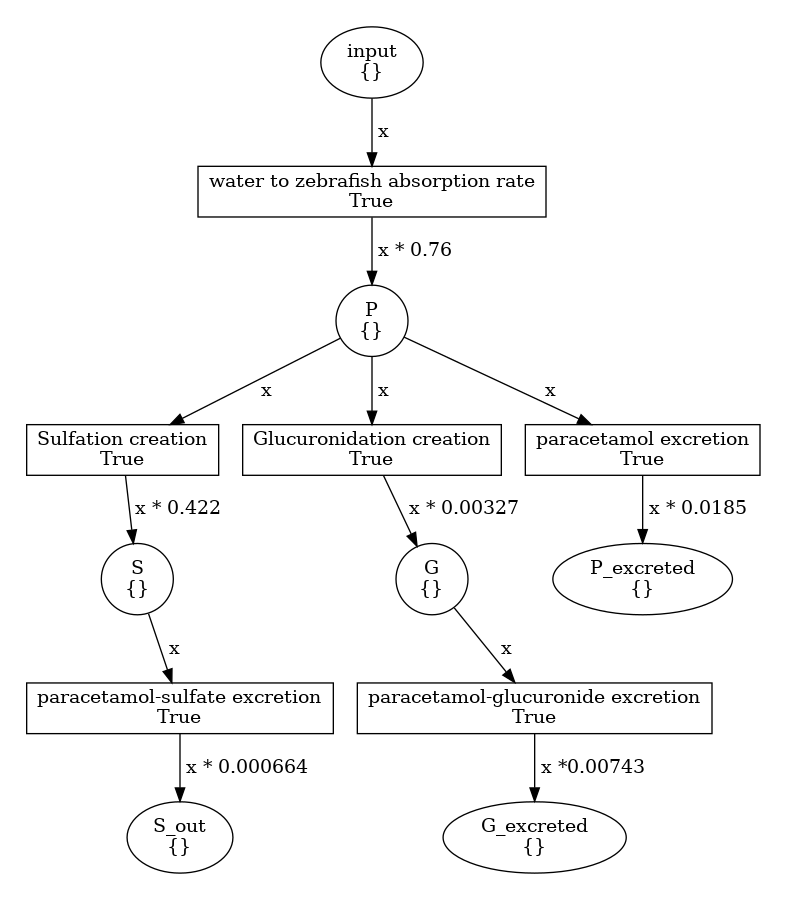 input
{}
x
water to zebrafish absorption rate
True
x * 0.76
P
{}
x
x
x
Sulfation creation
True
Glucuronidation creation
True
paracetamol excretion
True
x * 0.422
x * 0.00327
x * 0.0185
S
{}
G
{}
P_excreted
{}
x
x
paracetamol-sulfate excretion
True
paracetamol-glucuronide excretion
True
x * 0.000664
x *0.00743
S_out
{}
G_excreted
{}